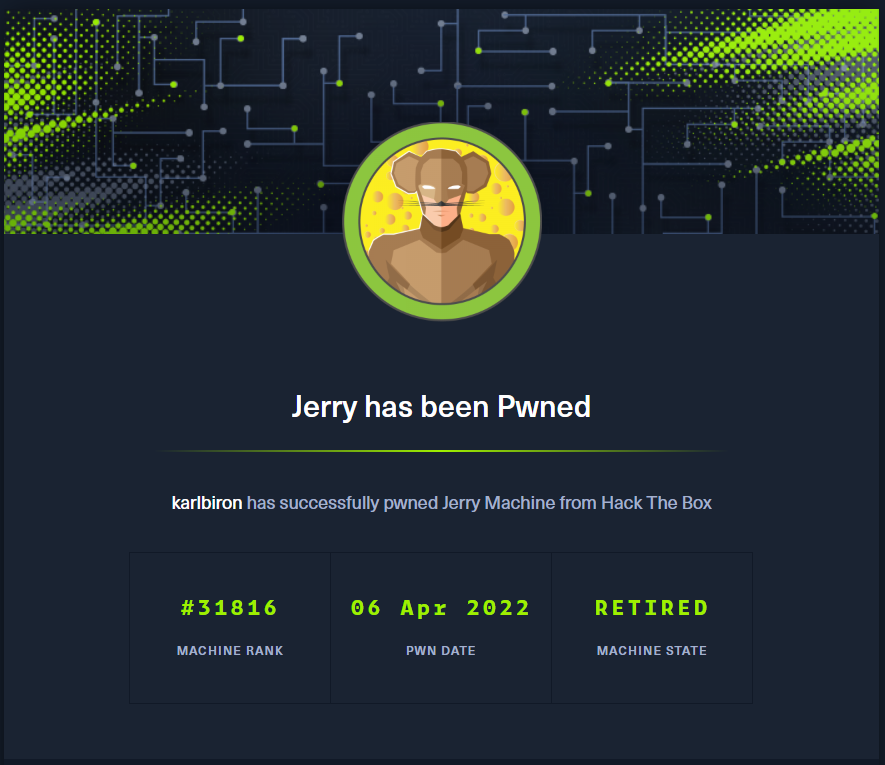 Jerry has been Pwned
karlbiron has successfully pwned Jerry Machine from Hack The Box
#31816 06 Apr 2022 RETIRED
MACHINE RANK PWN DATE MACHINE STATE